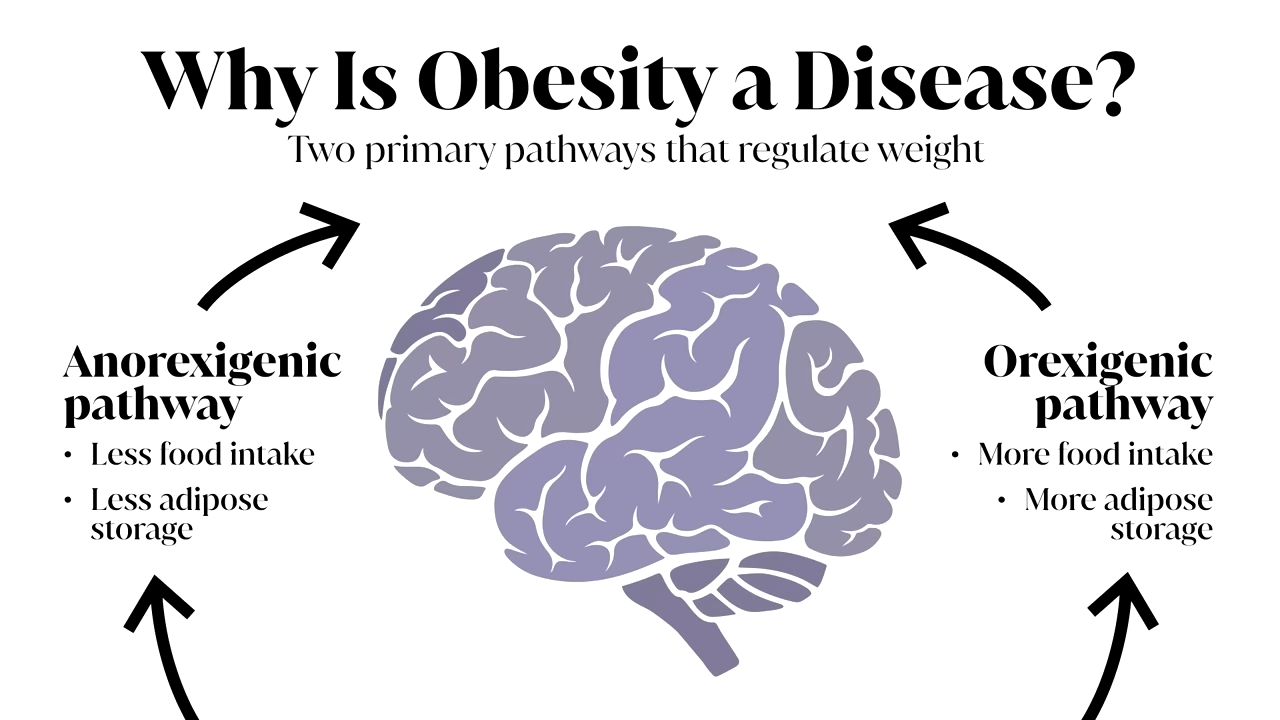 Why Is Obesity a Disease?
Two primary pathways that regulate weight
Anorexigenic
pathway
• Less food intake
• Less adipose
storage
Orexigenic
pathway
• More food intake
• More adipose
storage